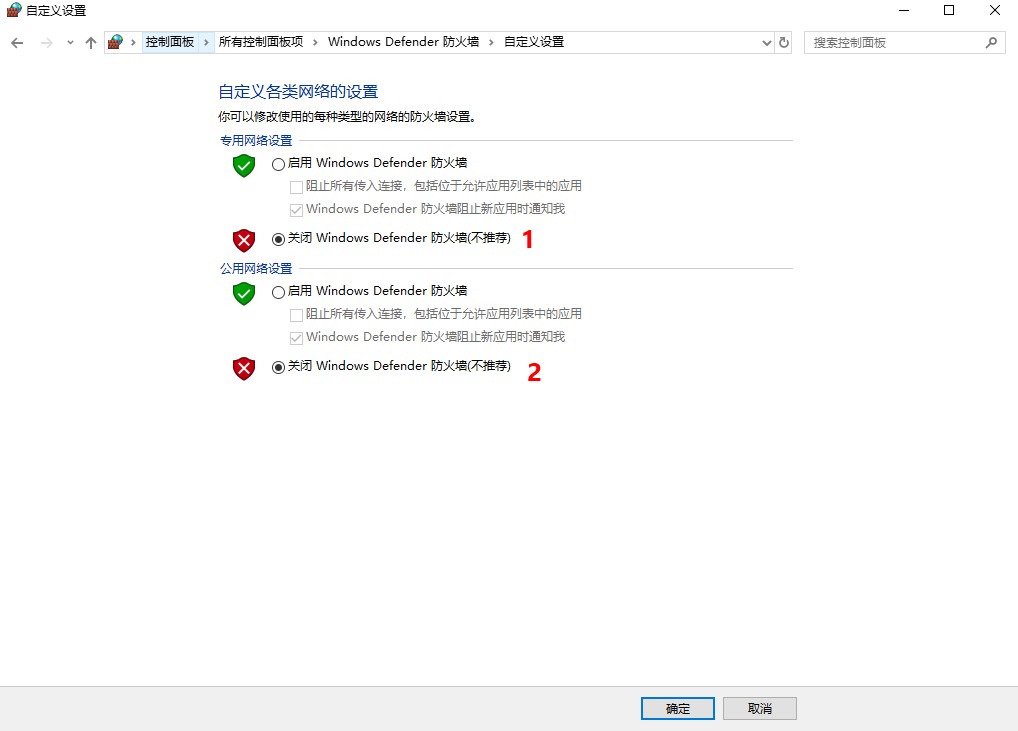 自定义设置
控制面板 › 所有控制面板项 › Windows Defender 防火墙 › 自定义设置
搜索控制面板
自定义各类网络的设置
你可以修改使用的每种类型的网络的防火墙设置。
专用网络设置
启用 Windows Defender 防火墙
阻止所有传入连接，包括位于允许应用列表中的应用
Windows Defender 防火墙阻止新应用时通知我
关闭 Windows Defender 防火墙(不推荐) 1
公用网络设置
启用 Windows Defender 防火墙
阻止所有传入连接，包括位于允许应用列表中的应用
Windows Defender 防火墙阻止新应用时通知我
关闭 Windows Defender 防火墙(不推荐) 2
确定 取消